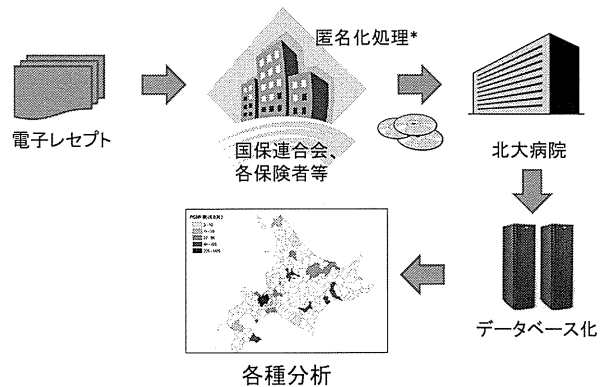 匿名化処理*
電子レセプト
国保連合会、
各保険者等
北大病院
データベース化
各種分析